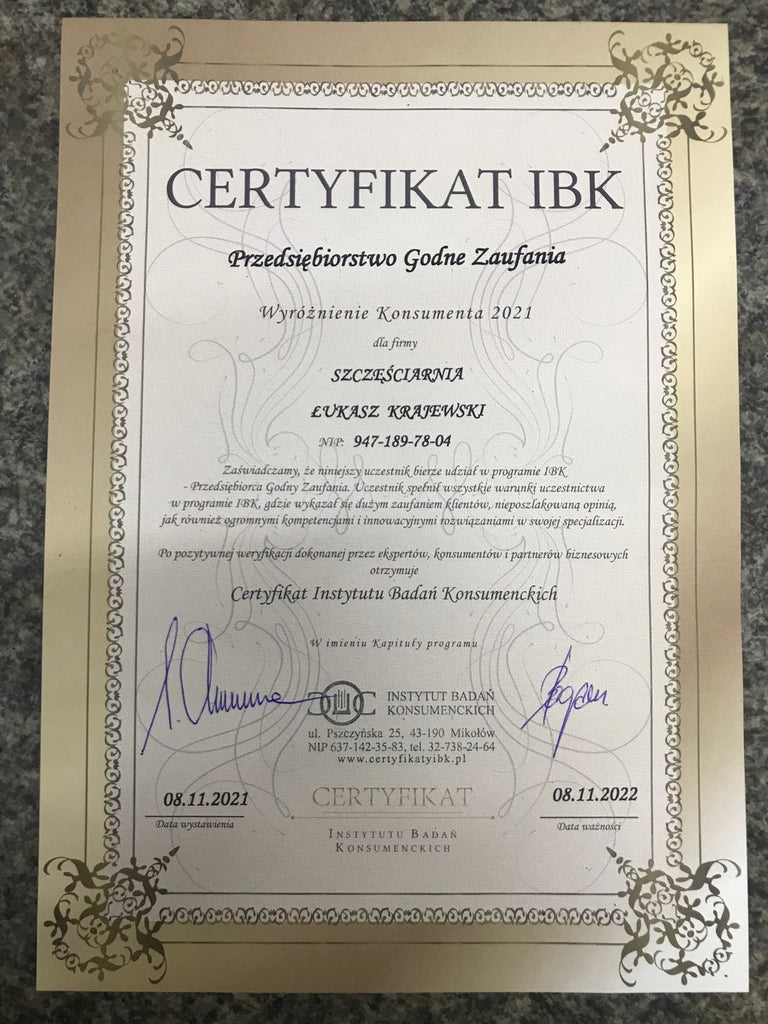 CERTYFIKAT IBK
Przedsiębiorstwo Godne Zaufania
Wyróżnienie Konsumenta 2021
dla firmy
SZCZĘŚCIARNIA
ŁUKASZ KRAJEWSKI
NIP: 947-189-78-04
Zaświadczamy, że niniejszy uczestnik bierze udział w programie IBK
- Przedsiębiorca Godny Zaufania. Uczestnik spełnił wszystkie warunki uczestnictwa
w programie IBK, gdzie wykazał się dużym zaufaniem klientów, nieposzlakowaną opinią,
jak również ogromnymi kompetencjami i innowacyjnymi rozwiązaniami w swojej specjalizacji.
Po pozytywnej weryfikacji dokonanej przez ekspertów, konsumentów i partnerów biznesowych
otrzymuje
Certyfikat Instytutu Badań Konsumenckich
W imieniu Kapituły programu
INSTYTUT BADAŃ
KONSUMENCKICH
ul. Pszczyńska 25, 43-190 Mikołów
NIP 637-142-35-83, tel. 32-738-24-64
www.certyfikatyibk.pl
08.11.2021
Data wystawienia
CERTYFIKAT
INSTYTUTU BADAŃ
KONSUMENCKICH
08.11.2022
Data ważności